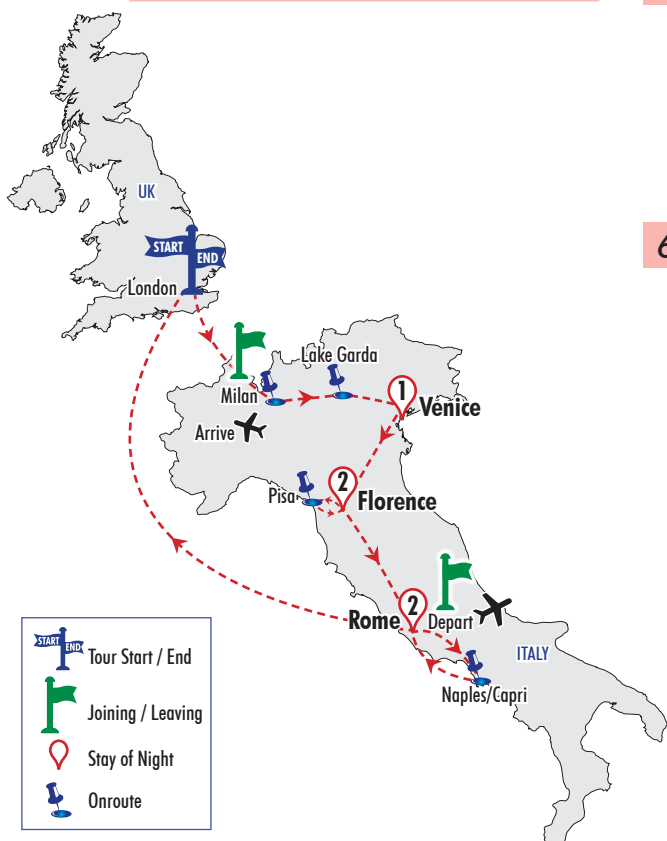 UK
START
END
London
Lake Garda
Milan
1
Venice
Arrive
2
Pisa
Florence
2
Rome
Depart
ITALY
Naples/Capri
START
END
Tour Start / End
Joining / Leaving
Stay of Night
Onroute
6